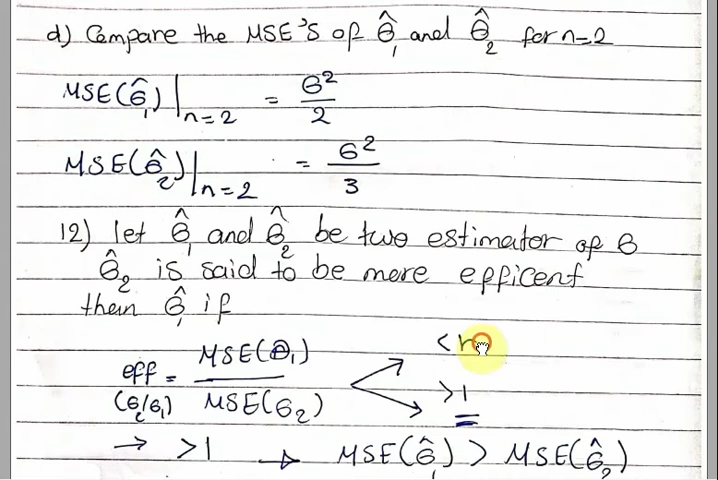 d) Compare the MSE's of θ̂₁ and θ̂₂ for n=2
MSE(θ̂₁)|n=2 = θ²/2
MSE(θ̂₂)|n=2 = θ²/3
12) let θ̂₁ and θ̂₂ be two estimator of θ
θ̂₂ is said to be more efficent
than θ̂₁ if
eff(θ₂/θ₁) = MSE(θ₁)/MSE(θ₂)
>1
→ >1 → MSE(θ̂₁) > MSE(θ̂₂)